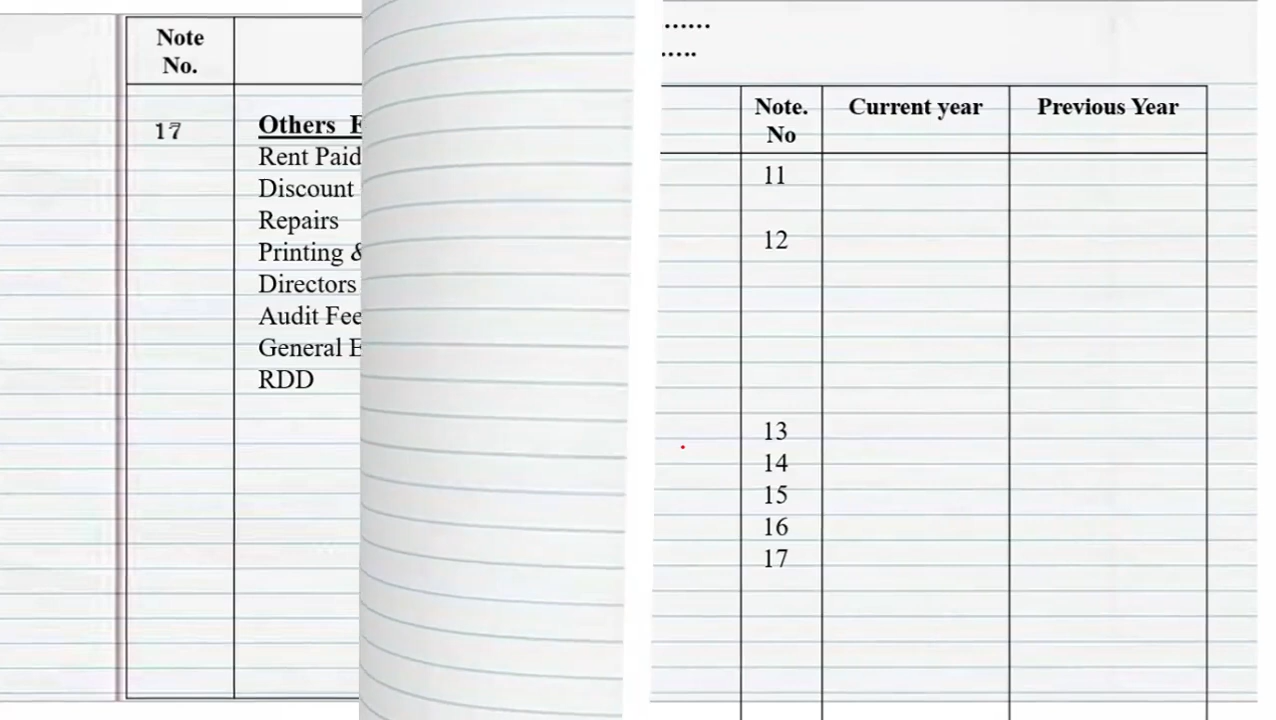 Note
No.
17
Others
Rent Paid
Discount
Repairs
Printing &
Directors
Audit Fee
General
RDD
.......
.....
Note.
No
Current year
Previous Year
11
12
13
14
15
16
17